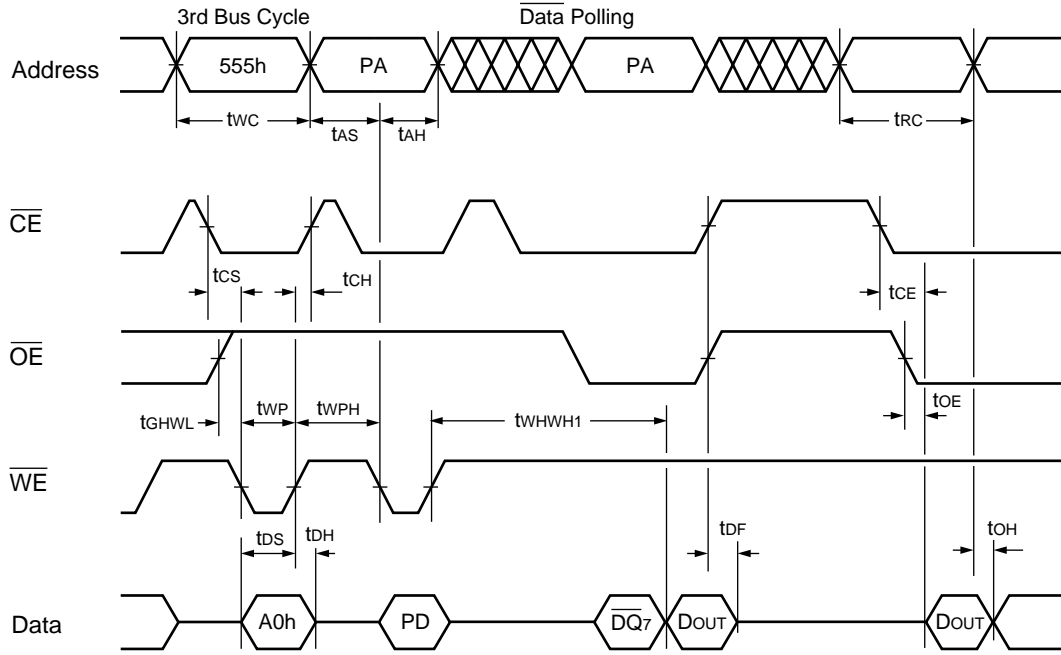 3rd Bus Cycle Data Polling
Address 555h PA PA
tWC tAS tAH tRC
CE
tCS tCH tCE
OE
tGHWL tWP tWPH tWHWH1 tOE
WE
tDS tDH tDF tOH
Data A0h PD DQ7 DOUT DOUT